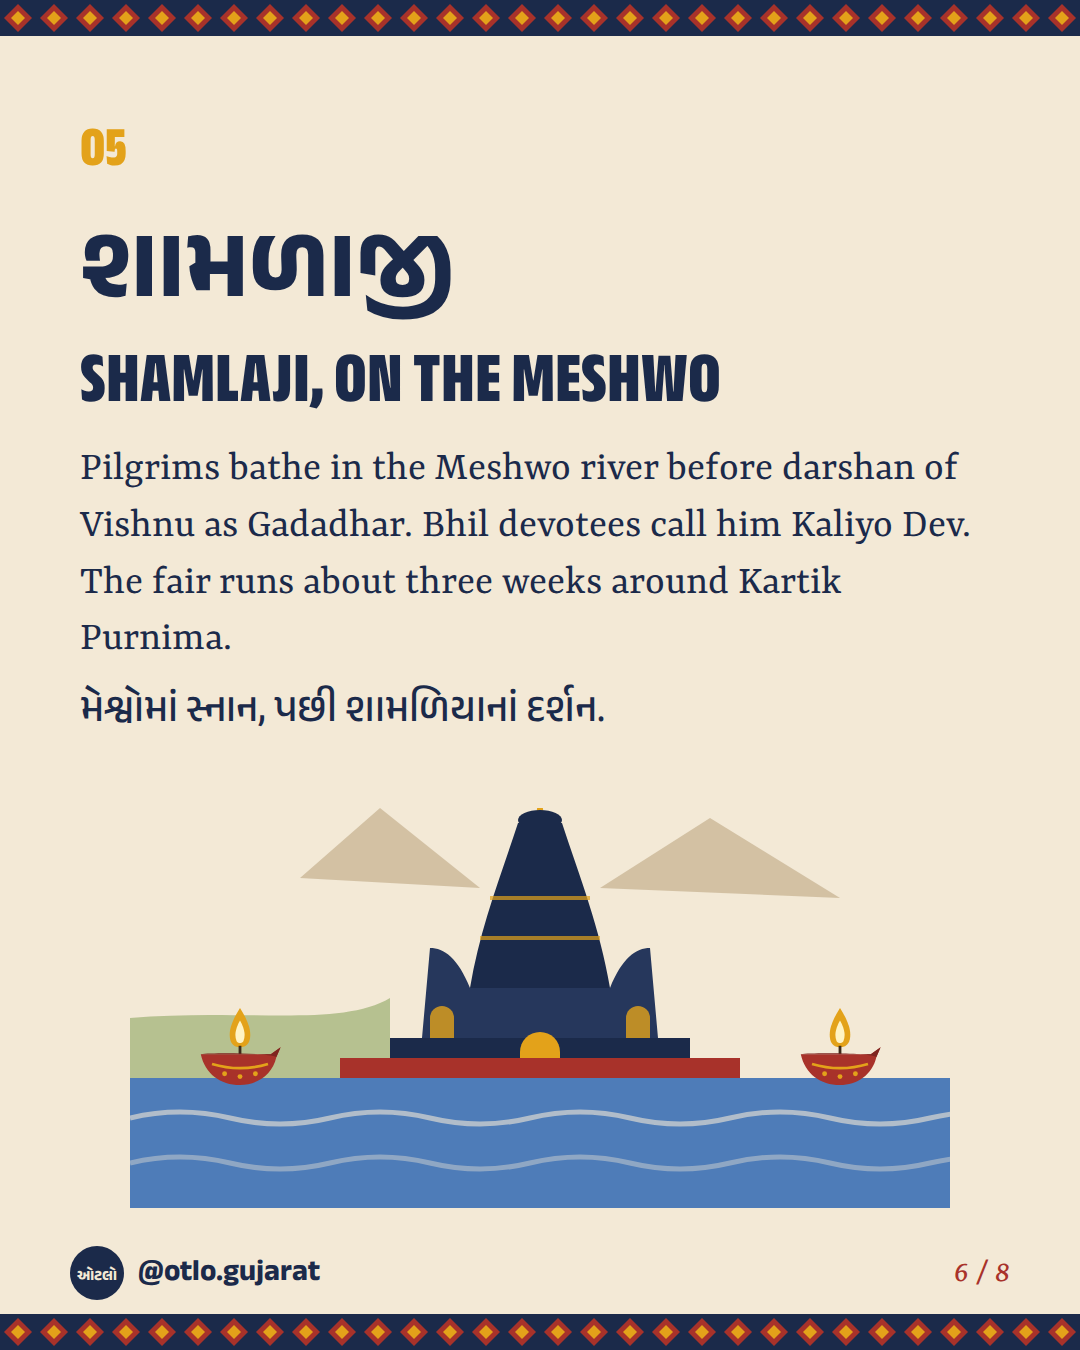 05
શામળાજી
SHAMLAJI, ON THE MESHWO
Pilgrims bathe in the Meshwo river before darshan of
Vishnu as Gadadhar. Bhil devotees call him Kaliyo Dev.
The fair runs about three weeks around Kartik
Purnima.
મેશ્વોમાં સ્નાન, પછી શામળિયાનાં દર્શન.
ઓટલો
@otlo.gujarat
6 / 8